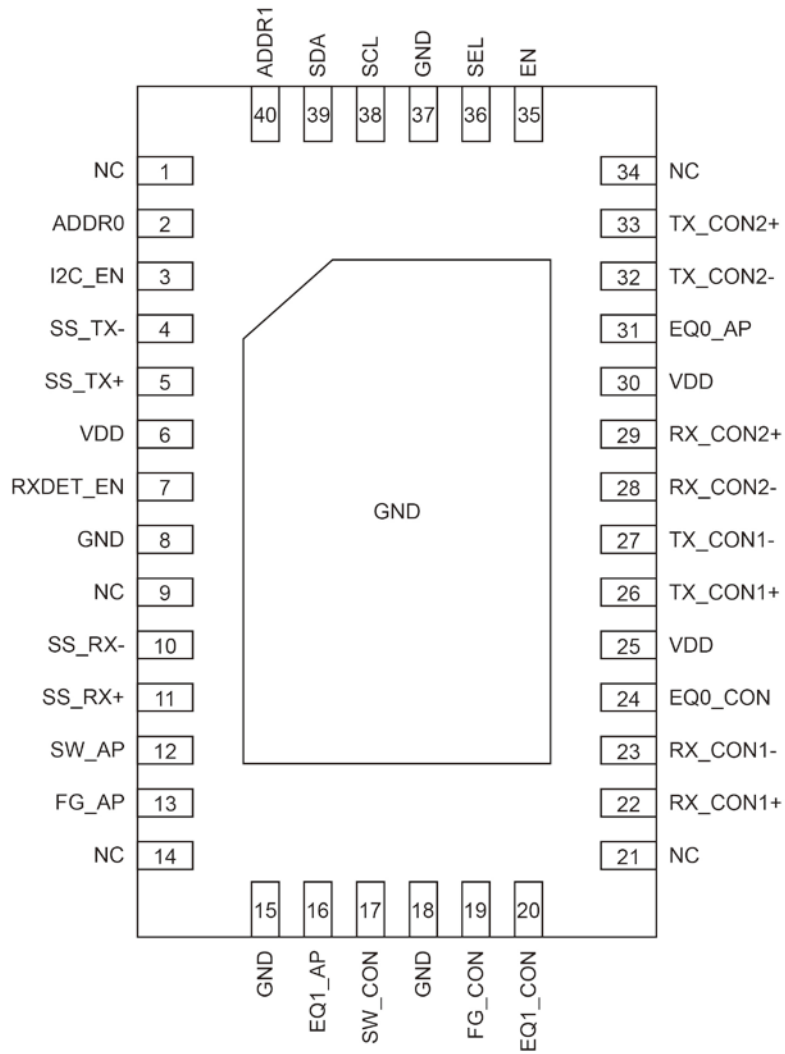 ADDR1 SDA SCL GND SEL EN
40 39 38 37 36 35
NC 1 34 NC
ADDR0 2 33 TX_CON2+
I2C_EN 3 32 TX_CON2-
SS_TX- 4 31 EQ0_AP
SS_TX+ 5 30 VDD
VDD 6 29 RX_CON2+
RXDET_EN 7 28 RX_CON2-
GND
GND 8 27 TX_CON1-
NC 9 26 TX_CON1+
SS_RX- 10 25 VDD
SS_RX+ 11 24 EQ0_CON
SW_AP 12 23 RX_CON1-
FG_AP 13 22 RX_CON1+
NC 14 21 NC
15 16 17 18 19 20
GND EQ1_AP SW_CON GND FG_CON EQ1_CON